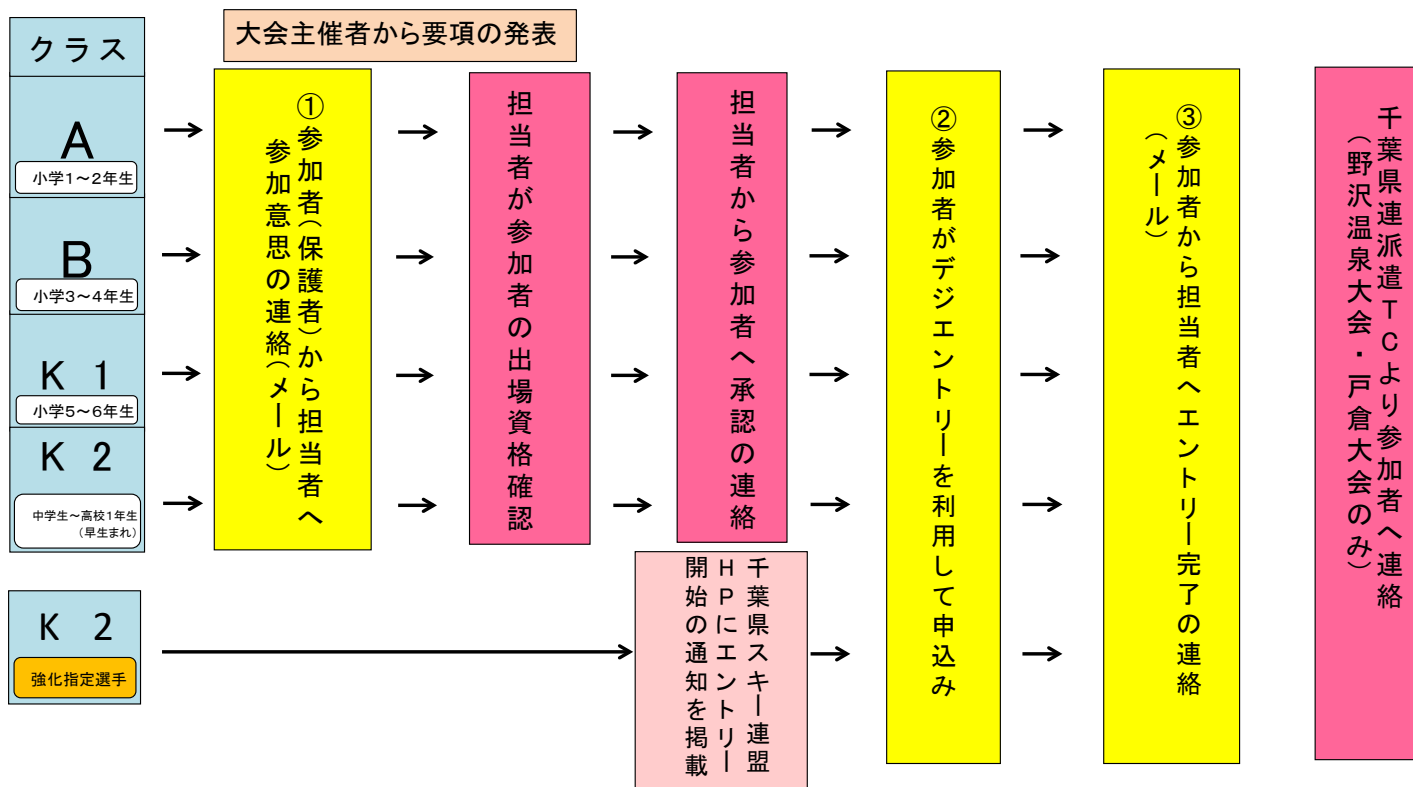 クラス
A
小学1~2年生
B
小学3~4年生
K 1
小学5~6年生
K 2
中学生~高校1年生
(早生まれ)
K 2
強化指定選手
大会主催者から要項の発表
①参加者(保護者)から担当者へ
参加意思の連絡(メール)
担当者が参加者の出場資格確認
担当者から参加者へ承認の連絡
千葉県スキー連盟
HPにエントリー
開始の通知を掲載
②参加者がデジエントリーを利用して申込み
③参加者から担当者へエントリー完了の連絡
(メール)
千葉県連派遣TCより参加者へ連絡
(野沢温泉大会・戸倉大会のみ)